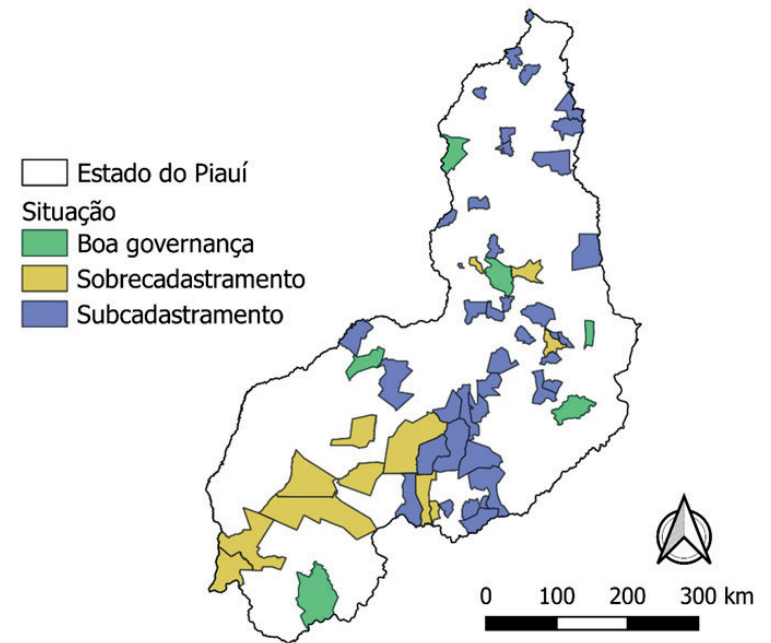 Estado do Piauí
Situação
Boa governança
Sobrecadastramento
Subcadastramento
0 100 200 300 km